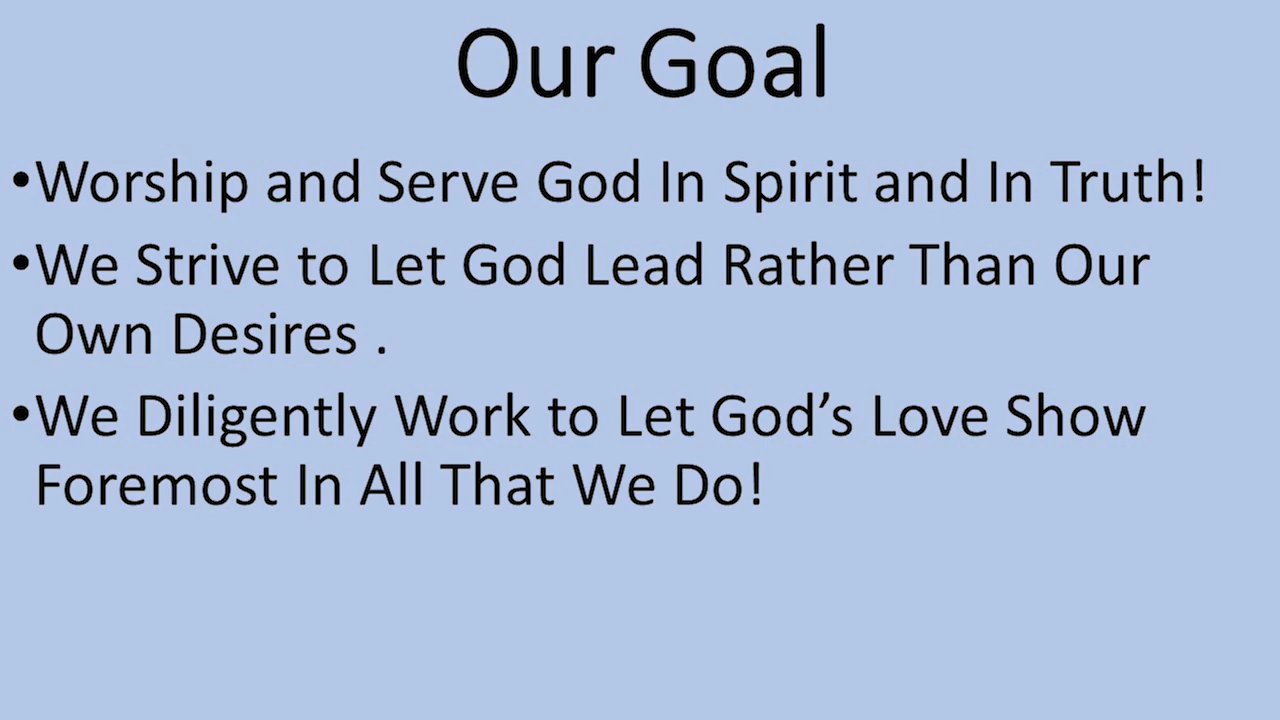 Our Goal
•Worship and Serve God In Spirit and In Truth!
•We Strive to Let God Lead Rather Than Our
Own Desires .
•We Diligently Work to Let God’s Love Show
Foremost In All That We Do!